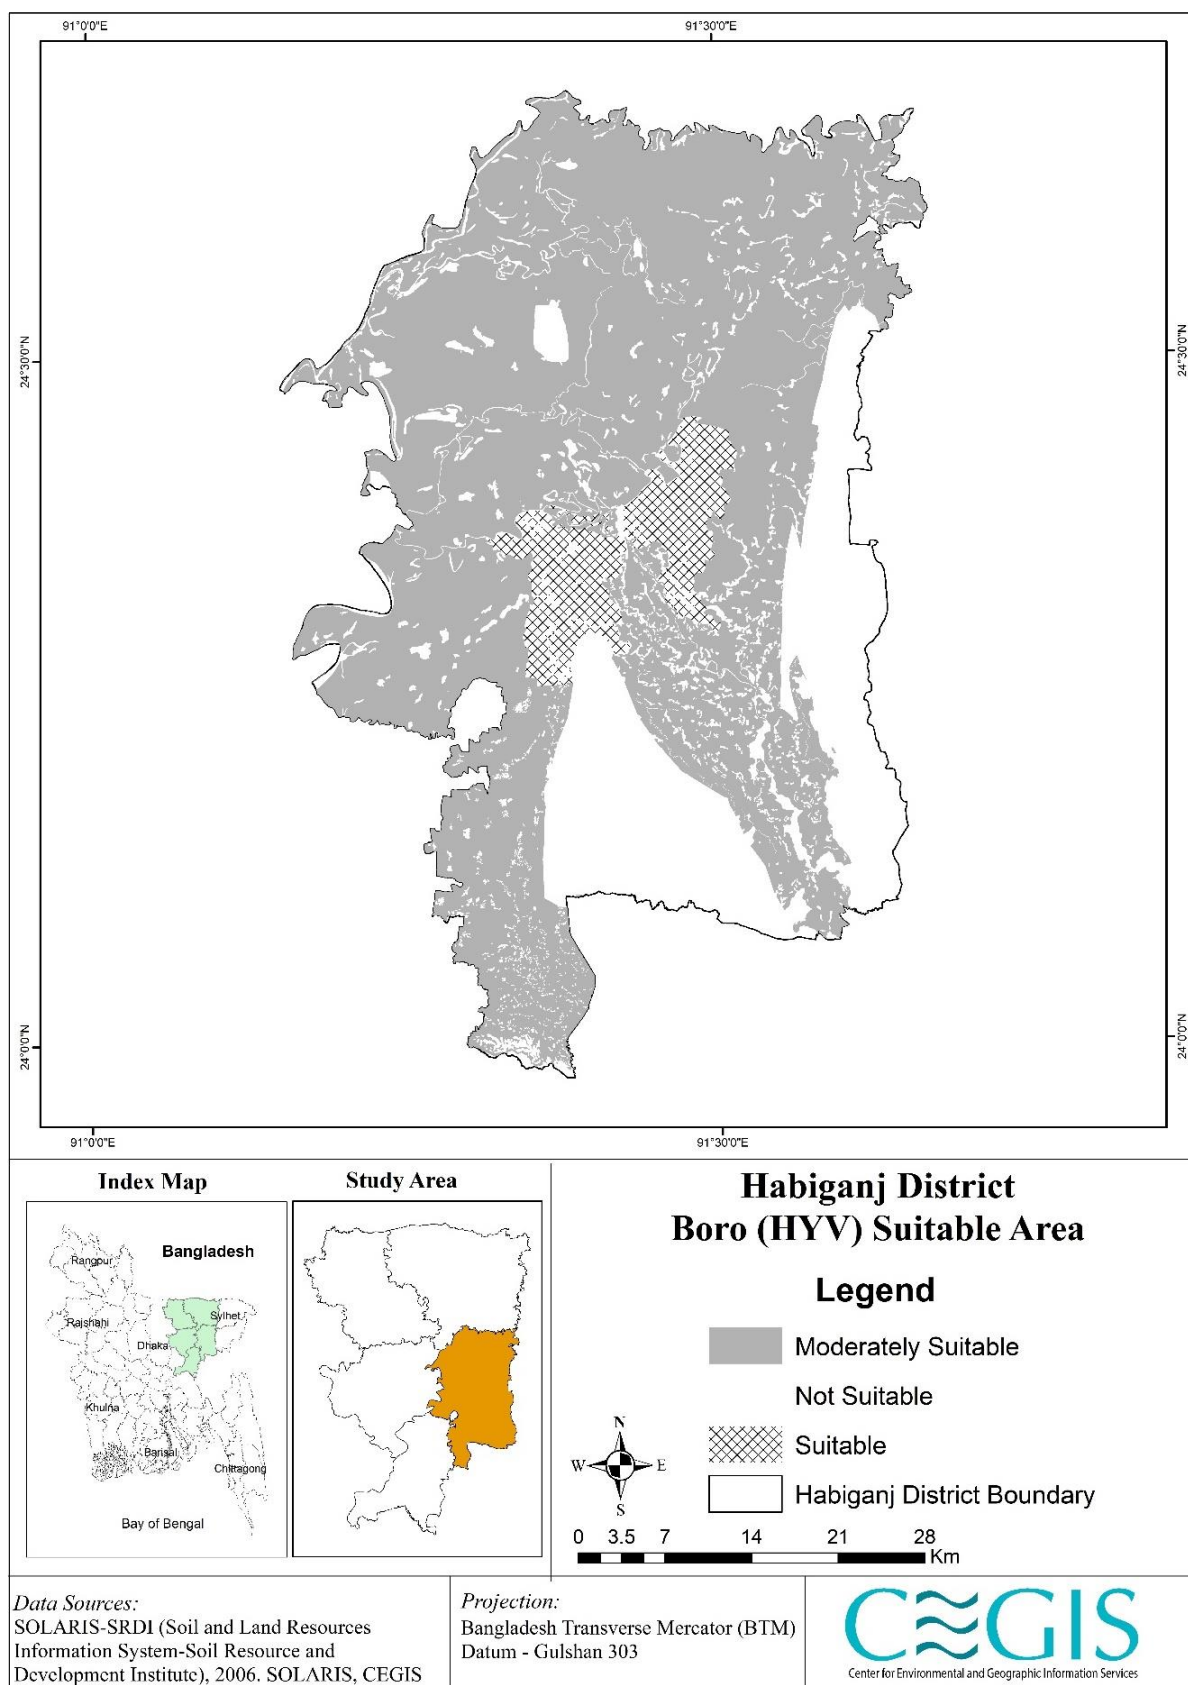 91°0'0"E
91°30'0"E
24°30'0"N
24°30'0"N
24°0'0"N
24°0'0"N
91°0'0"E
91°30'0"E
Index Map
Bangladesh
Rangpur
Rajshahi
Sylhet
Dhaka
Khulna
Barisal
Chittagong
Bay of Bengal
Study Area
Habiganj District
Boro (HYV) Suitable Area
Legend
Moderately Suitable
Not Suitable
Suitable
Habiganj District Boundary
N
W
E
S
0 3.5 7 14 21 28
Km
Data Sources:
SOLARIS-SRDI (Soil and Land Resources
Information System-Soil Resource and
Development Institute), 2006. SOLARIS, CEGIS
Projection:
Bangladesh Transverse Mercator (BTM)
Datum - Gulshan 303
CEGIS
Center for Environmental and Geographic Information Services